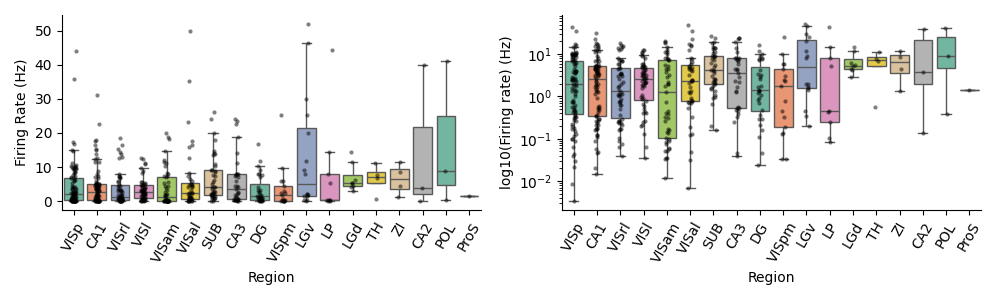 Firing Rate (Hz)
50
40
30
20
10
0
VISp
CA1
VISrl
VISl
VISam
VISal
SUB
CA3
DG
VISpm
LGv
LP
LGd
TH
ZI
CA2
POL
ProS
Region
log10(Firing rate) (Hz)
10¹
10⁰
10⁻¹
10⁻²
VISp
CA1
VISrl
VISl
VISam
VISal
SUB
CA3
DG
VISpm
LGv
LP
LGd
TH
ZI
CA2
POL
ProS
Region